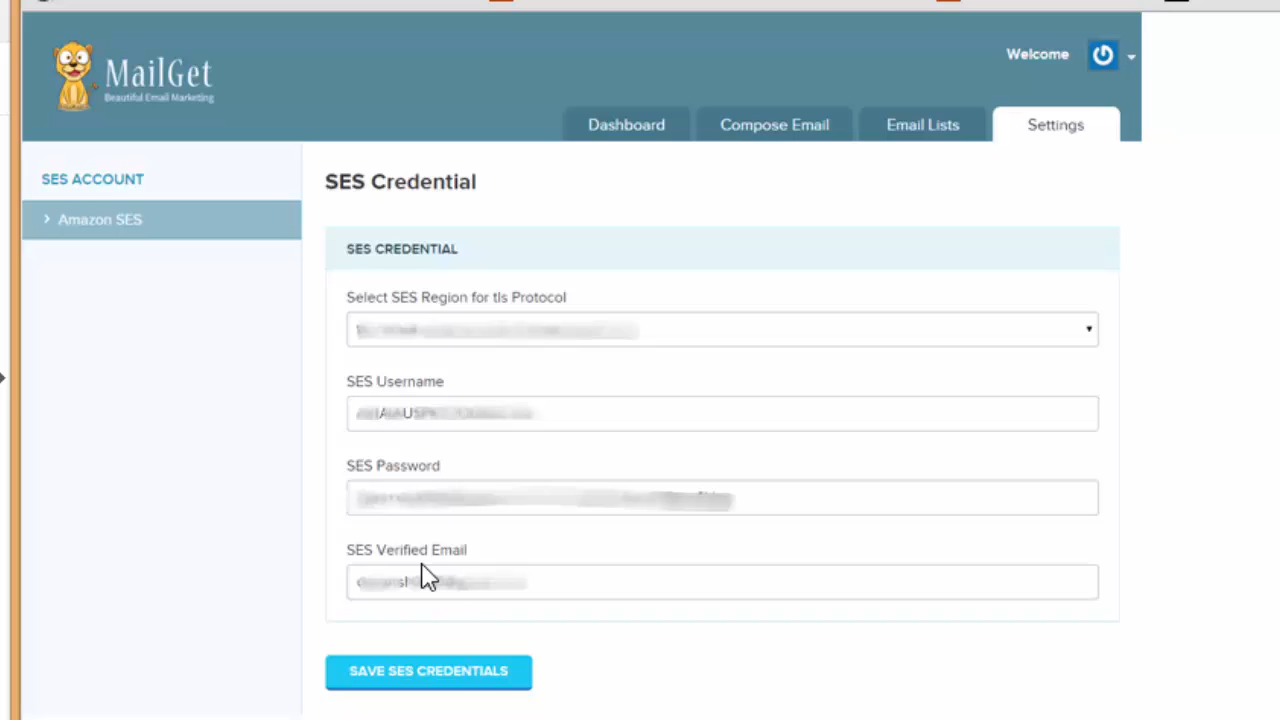 MailGet
Beautiful Email Marketing
Welcome
Dashboard
Compose Email
Email Lists
Settings
SES ACCOUNT
Amazon SES
SES Credential
SES CREDENTIAL
Select SES Region for tls Protocol
SES Username
SES Password
SES Verified Email
SAVE SES CREDENTIALS